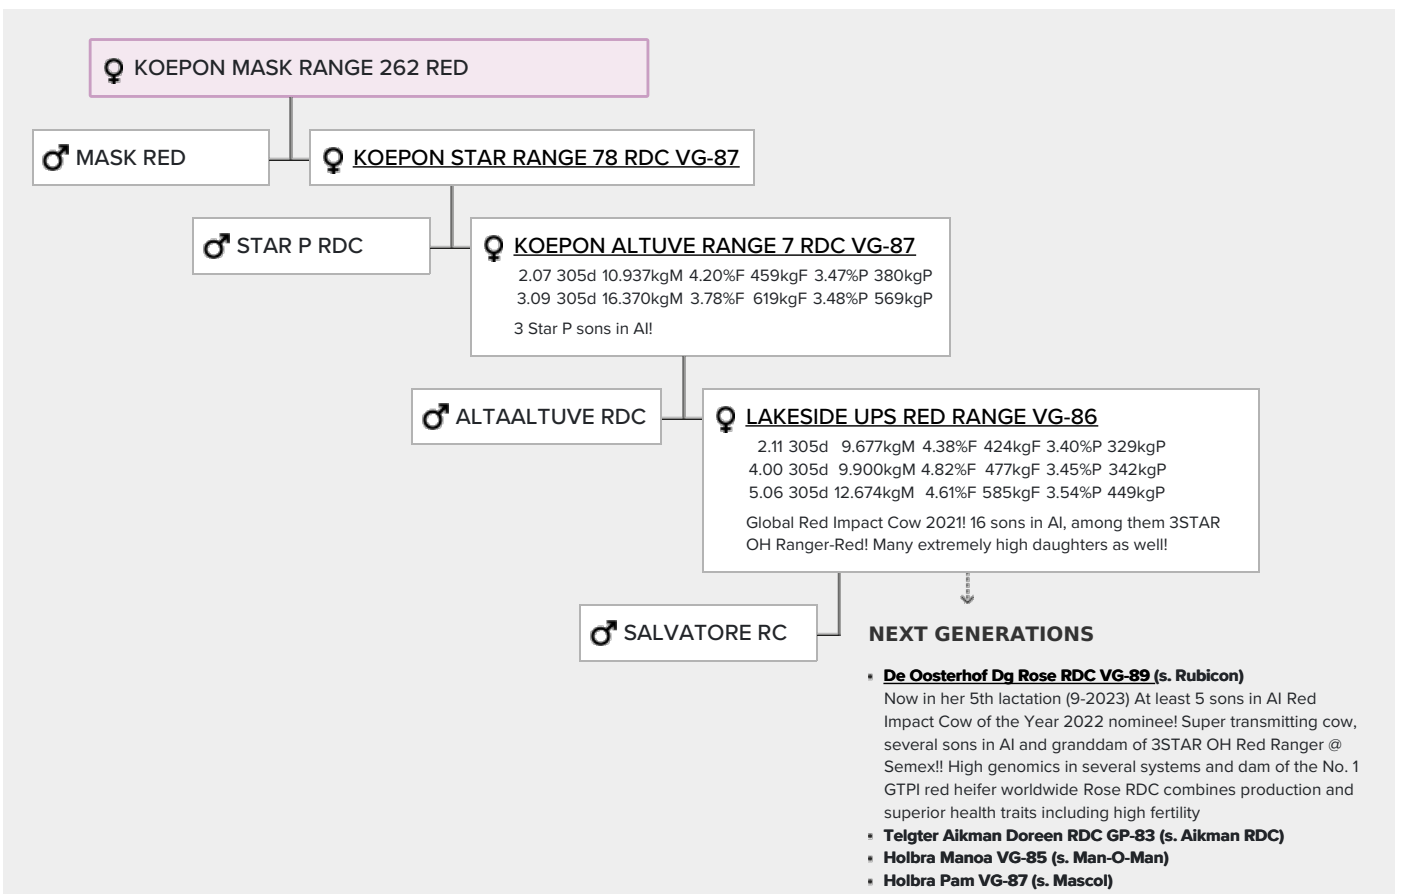 KOEPON MASK RANGE 262 RED
MASK RED
KOEPON STAR RANGE 78 RDC VG-87
STAR P RDC
KOEPON ALTUVE RANGE 7 RDC VG-87
2.07 305d 10.937kgM 4.20%F 459kgF 3.47%P 380kgP
3.09 305d 16.370kgM 3.78%F 619kgF 3.48%P 569kgP
3 Star P sons in AI!
ALTAALTUVE RDC
LAKESIDE UPS RED RANGE VG-86
2.11 305d 9.677kgM 4.38%F 424kgF 3.40%P 329kgP
4.00 305d 9.900kgM 4.82%F 477kgF 3.45%P 342kgP
5.06 305d 12.674kgM 4.61%F 585kgF 3.54%P 449kgP
Global Red Impact Cow 2021! 16 sons in AI, among them 3STAR
OH Ranger-Red! Many extremely high daughters as well!
SALVATORE RC
NEXT GENERATIONS
▪ De Oosterhof Dg Rose RDC VG-89 (s. Rubicon)
Now in her 5th lactation (9-2023) At least 5 sons in AI Red
Impact Cow of the Year 2022 nominee! Super transmitting cow,
several sons in AI and granddam of 3STAR OH Red Ranger @
Semex!! High genomics in several systems and dam of the No. 1
GTPI red heifer worldwide Rose RDC combines production and
superior health traits including high fertility
▪ Telgter Aikman Doreen RDC GP-83 (s. Aikman RDC)
▪ Holbra Manoa VG-85 (s. Man-O-Man)
▪ Holbra Pam VG-87 (s. Mascol)